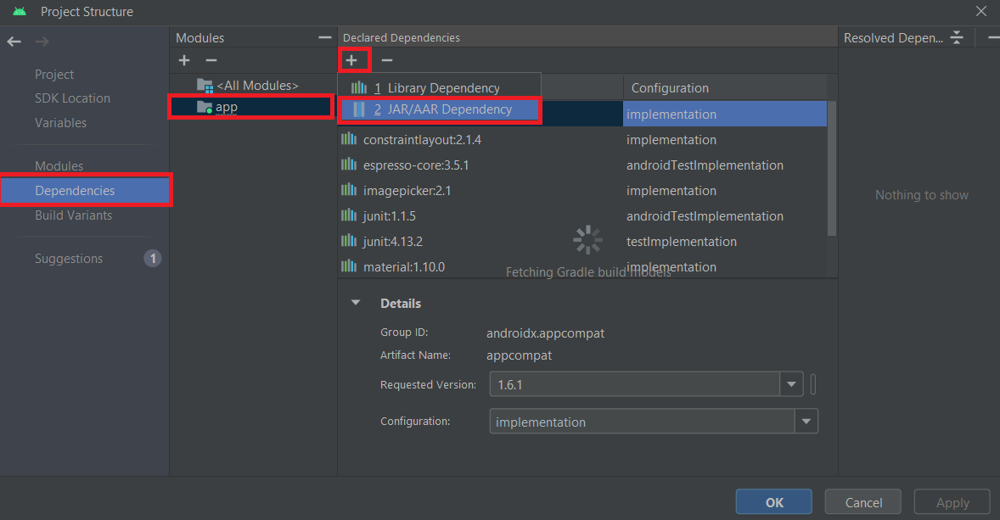 Project Structure
Modules
Declared Dependencies
Resolved Depen...
Project
SDK Location
Variables
Modules
Dependencies
Build Variants
Suggestions
1
<All Modules>
app
1 Library Dependency
2 JAR/AAR Dependency
Configuration
implementation
constraintlayout:2.1.4 implementation
espresso-core:3.5.1 androidTestImplementation
imagepicker:2.1 implementation
junit:1.1.5 androidTestImplementation
junit:4.13.2 testImplementation
material:1.10.0 implementation
Fetching Gradle build models
Nothing to show
Details
Group ID: androidx.appcompat
Artifact Name: appcompat
Requested Version: 1.6.1
Configuration: implementation
OK
Cancel
Apply